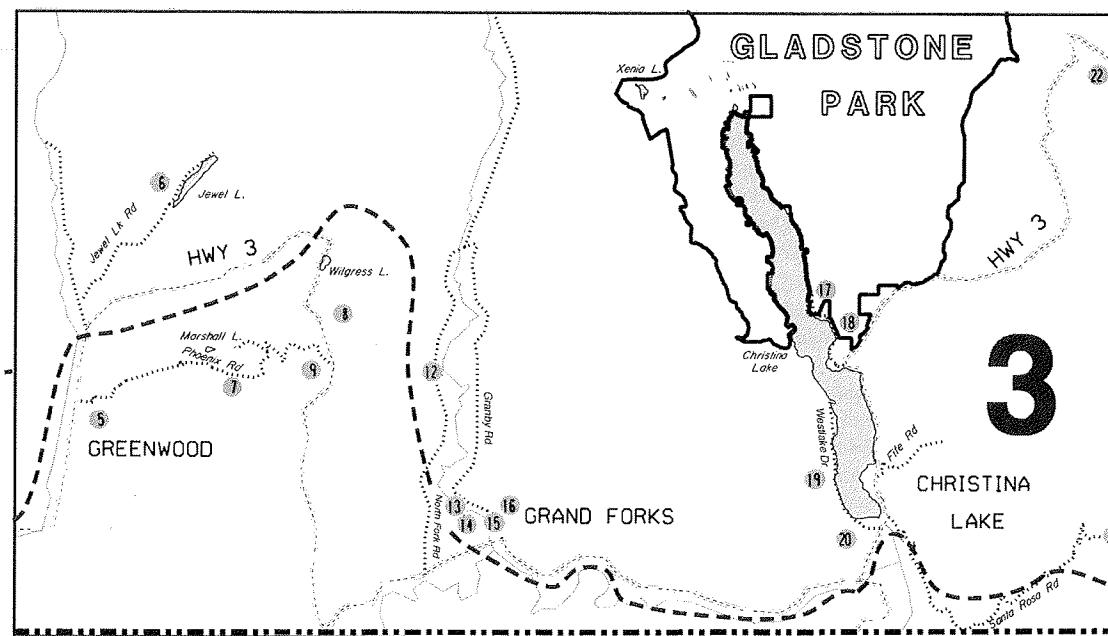 GLADSTONE
PARK
Xenia L.
22
6
Jewel L.
Jewel Lk Rd
HWY 3
HWY 3
Wilgress L.
17
8
18
Marshall L.
Phoenix Rd
9
7
12
Christina
Lake
3
5
GREENWOOD
Granby Rd
Westlake Dr.
Fife Rd
19
CHRISTINA
LAKE
13
16
14
15
GRAND FORKS
North Fork Rd
20
Santa Rosa Rd